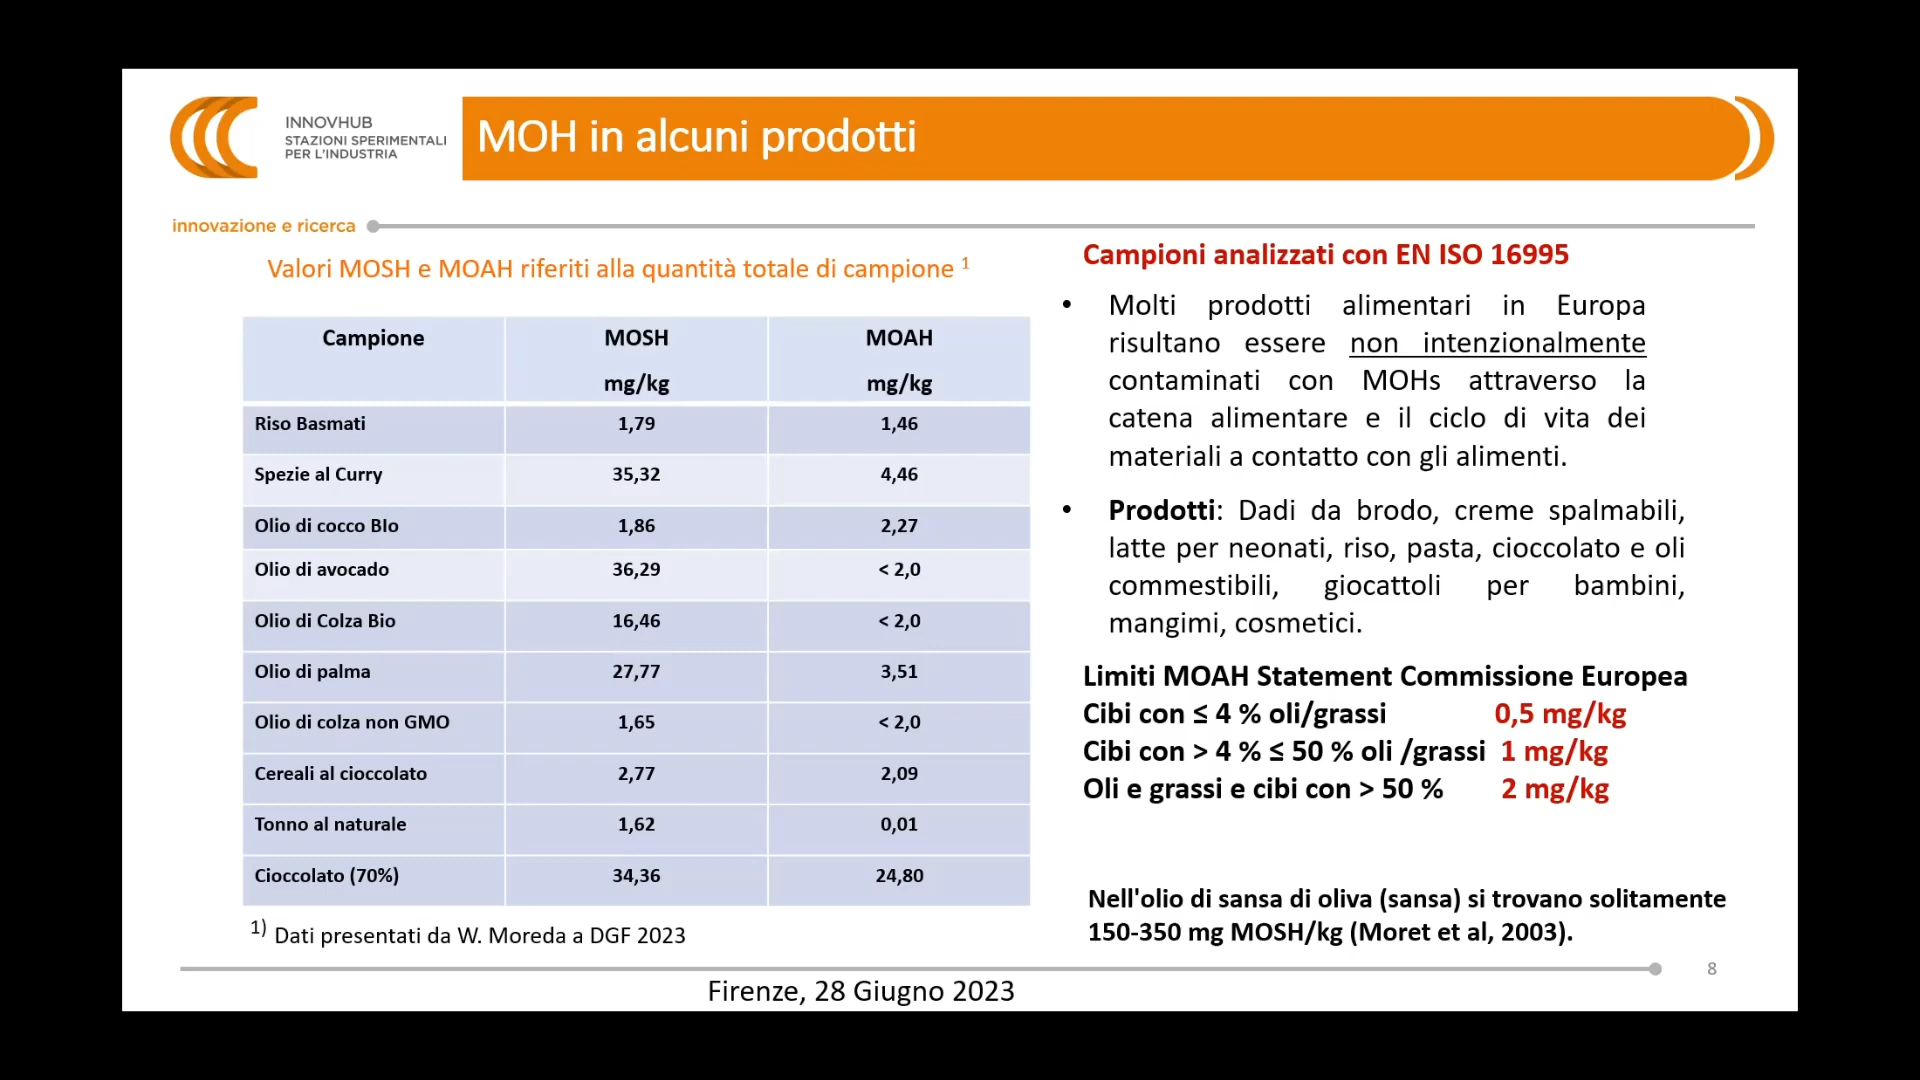 INNOVHUB
STAZIONI SPERIMENTALI
PER L'INDUSTRIA
MOH in alcuni prodotti
innovazione e ricerca
Valori MOSH e MOAH riferiti alla quantità totale di campione 1
Campione MOSH MOAH
mg/kg mg/kg
Riso Basmati 1,79 1,46
Spezie al Curry 35,32 4,46
Olio di cocco BIo 1,86 2,27
Olio di avocado 36,29 < 2,0
Olio di Colza Bio 16,46 < 2,0
Olio di palma 27,77 3,51
Olio di colza non GMO 1,65 < 2,0
Cereali al cioccolato 2,77 2,09
Tonno al naturale 1,62 0,01
Cioccolato (70%) 34,36 24,80
1) Dati presentati da W. Moreda a DGF 2023
Campioni analizzati con EN ISO 16995
• Molti prodotti alimentari in Europa
risultano essere non intenzionalmente
contaminati con MOHs attraverso la
catena alimentare e il ciclo di vita dei
materiali a contatto con gli alimenti.
• Prodotti: Dadi da brodo, creme spalmabili,
latte per neonati, riso, pasta, cioccolato e oli
commestibili, giocattoli per bambini,
mangimi, cosmetici.
Limiti MOAH Statement Commissione Europea
Cibi con ≤ 4 % oli/grassi 0,5 mg/kg
Cibi con > 4 % ≤ 50 % oli /grassi 1 mg/kg
Oli e grassi e cibi con > 50 % 2 mg/kg
Nell'olio di sansa di oliva (sansa) si trovano solitamente
150-350 mg MOSH/kg (Moret et al, 2003).
8
Firenze, 28 Giugno 2023